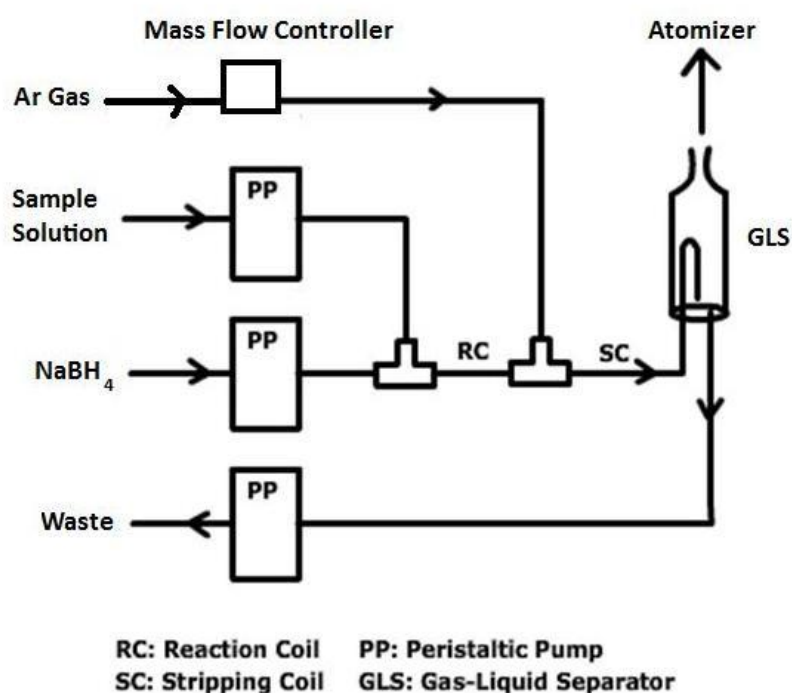 Mass Flow Controller
Atomizer
Ar Gas
PP
Sample
Solution
GLS
PP
RC
SC
NaBH4
PP
Waste
RC: Reaction Coil PP: Peristaltic Pump
SC: Stripping Coil GLS: Gas-Liquid Separator